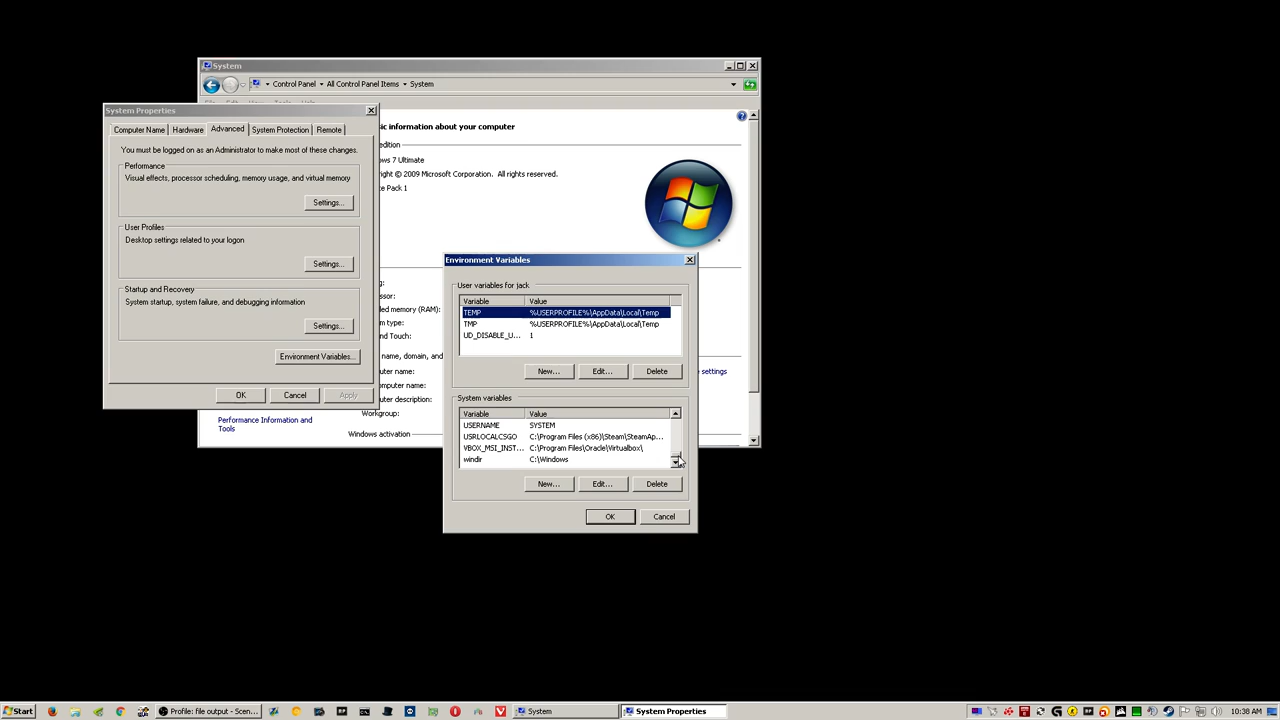 System
Control Panel
All Control Panel Items
System
System Properties
Computer Name
Hardware
Advanced
System Protection
Remote
You must be logged on as an Administrator to make most of these changes.
Performance
Visual effects, processor scheduling, memory usage, and virtual memory
Settings...
User Profiles
Desktop settings related to your logon
Settings...
Startup and Recovery
System startup, system failure, and debugging information
Settings...
Environment Variables...
OK
Cancel
Apply
sic information about your computer
edition
ows 7 Ultimate
right © 2009 Microsoft Corporation. All rights reserved.
ce Pack 1
lled memory (RAM):
m type:
nd Touch:
name, domain, and
uter name:
omputer name:
uter description:
Workgroup:
Windows activation
e settings
Performance Information and
Tools
Environment Variables
User variables for jack
Variable Value
TEMP %USERPROFILE%\AppData\Local\Temp
TMP %USERPROFILE%\AppData\Local\Temp
UD_DISABLE_U... 1
New...
Edit...
Delete
System variables
Variable Value
USERNAME SYSTEM
USRLOCALCSGO C:\Program Files (x86)\Steam\SteamAp...
VBOX_MSI_INST... C:\Program Files\Oracle\Virtualbox\
windir C:\Windows
New...
Edit...
Delete
OK
Cancel
Start
Profile: file output - Scen...
System
System Properties
10:38 AM